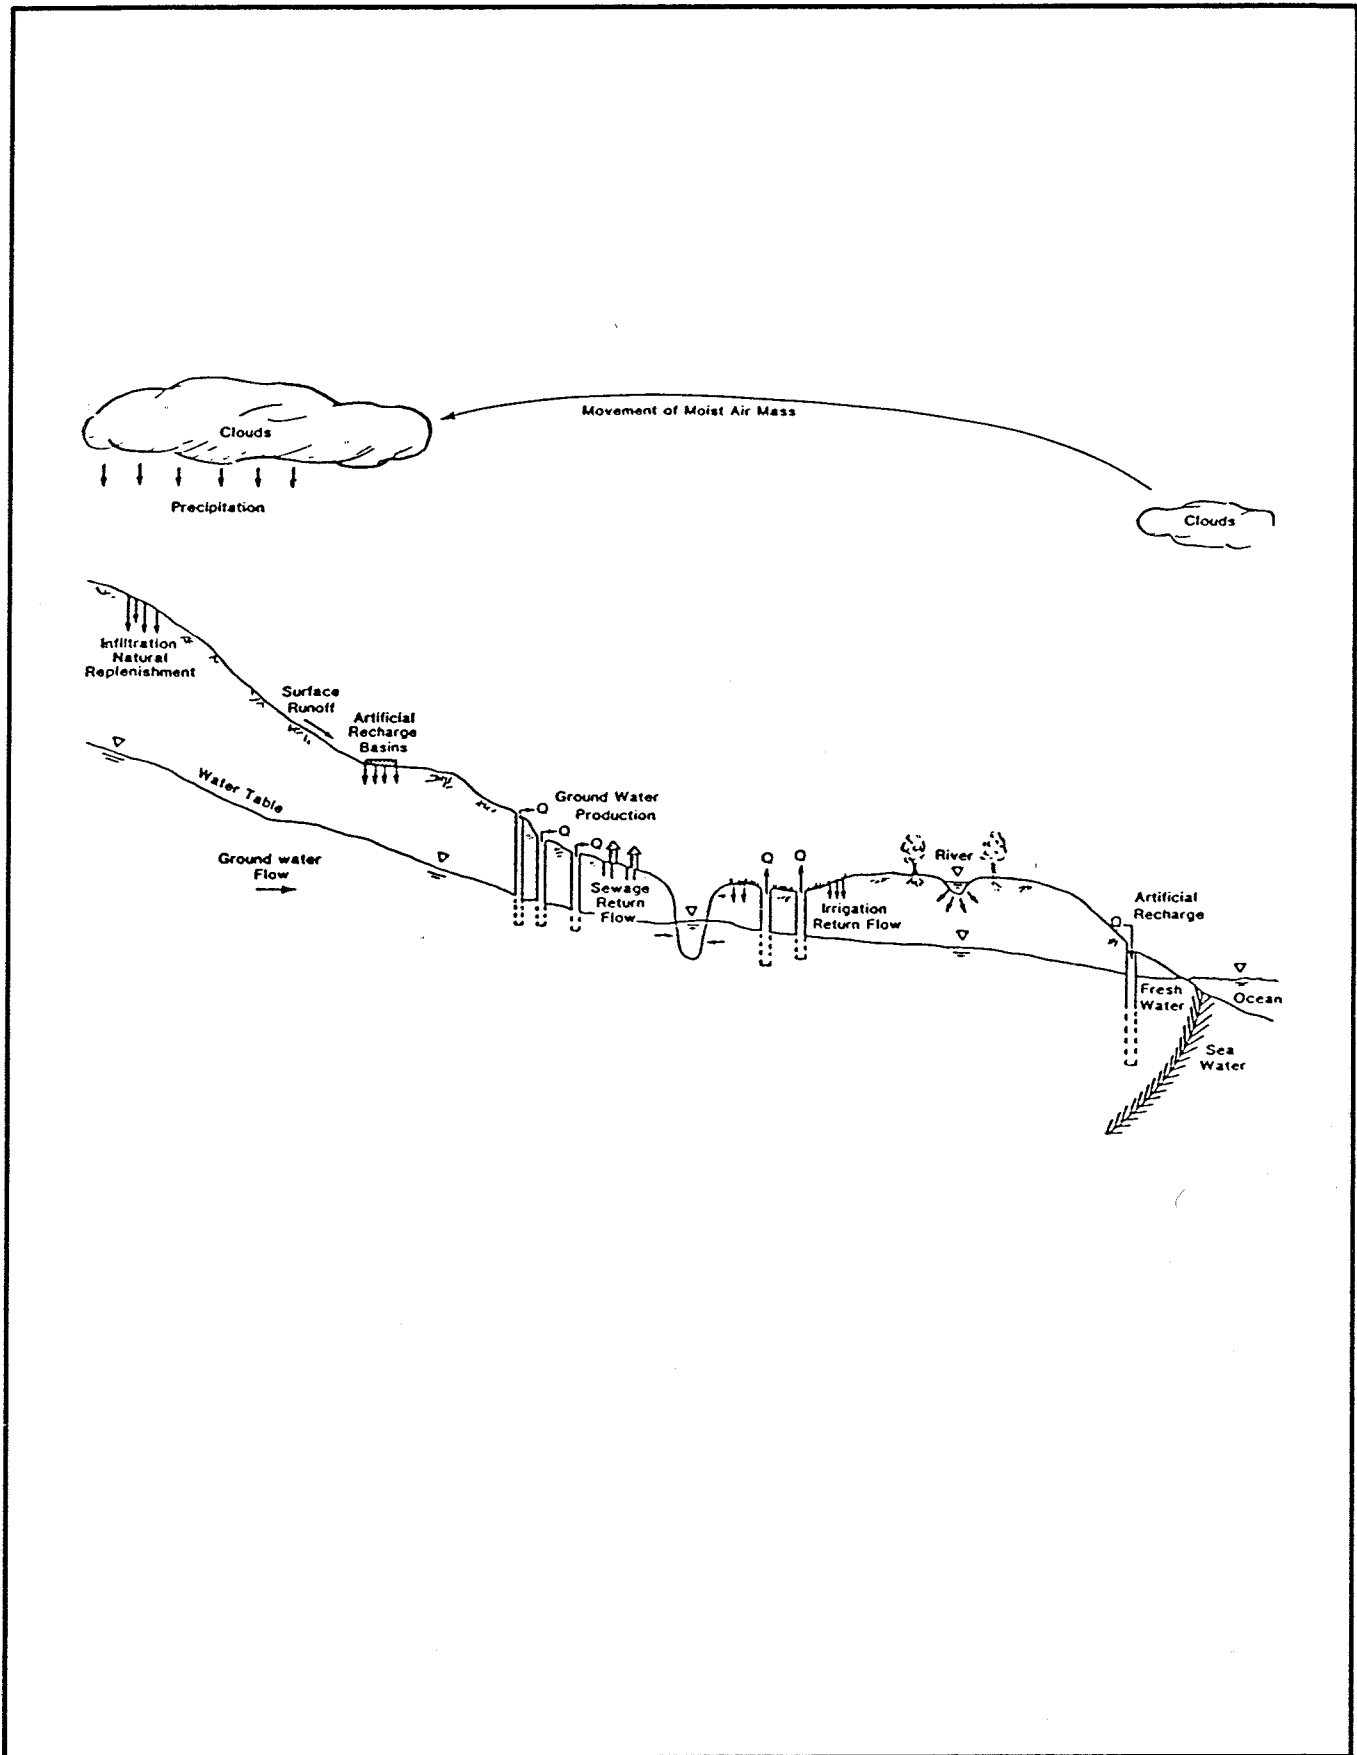 Movement of Moist Air Mass
Clouds
Precipitation
Clouds
Infiltration
Natural
Replenishment
Surface
Runoff
Artificial
Recharge
Basins
Water Table
Ground water
Flow
Q
Q
Q
Ground Water
Production
Sewage
Return
Flow
Q
Q
Irrigation
Return Flow
River
Q
Artificial
Recharge
Fresh
Water
Ocean
Sea
Water